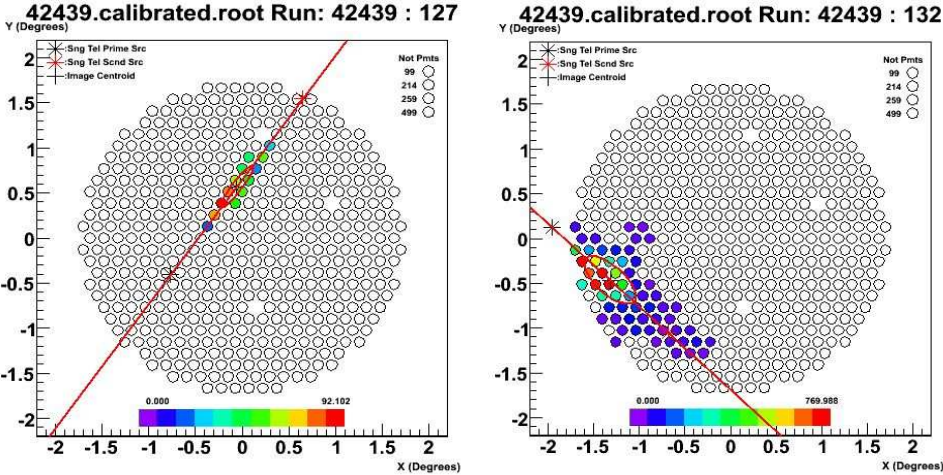 42439.calibrated.root Run: 42439 : 127
Y (Degrees)
:Sng Tel Prime Src
:Sng Tel Scnd Src
:Image Centroid
Not Pmts
99
214
259
499
2
1.5
1
0.5
0
-0.5
-1
-1.5
-2
0.000
92.102
-2 -1.5 -1 -0.5 0 0.5 1 1.5 2
X (Degrees)
42439.calibrated.root Run: 42439 : 132
Y (Degrees)
:Sng Tel Prime Src
:Sng Tel Scnd Src
:Image Centroid
Not Pmts
99
214
259
499
2
1.5
1
0.5
0
-0.5
-1
-1.5
-2
0.000
769.988
-2 -1.5 -1 -0.5 0 0.5 1 1.5 2
X (Degrees)